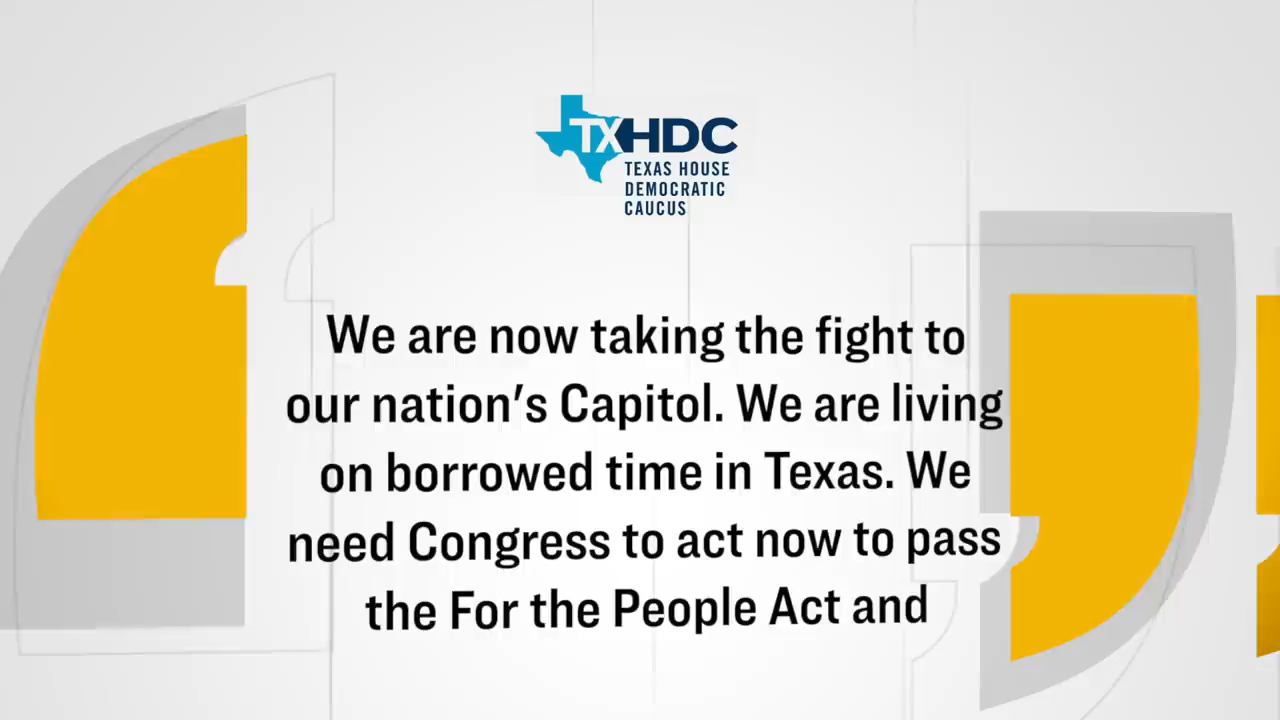 TXHDC
TEXAS HOUSE
DEMOCRATIC
CAUCUS
We are now taking the fight to
our nation's Capitol. We are living
on borrowed time in Texas. We
need Congress to act now to pass
the For the People Act and